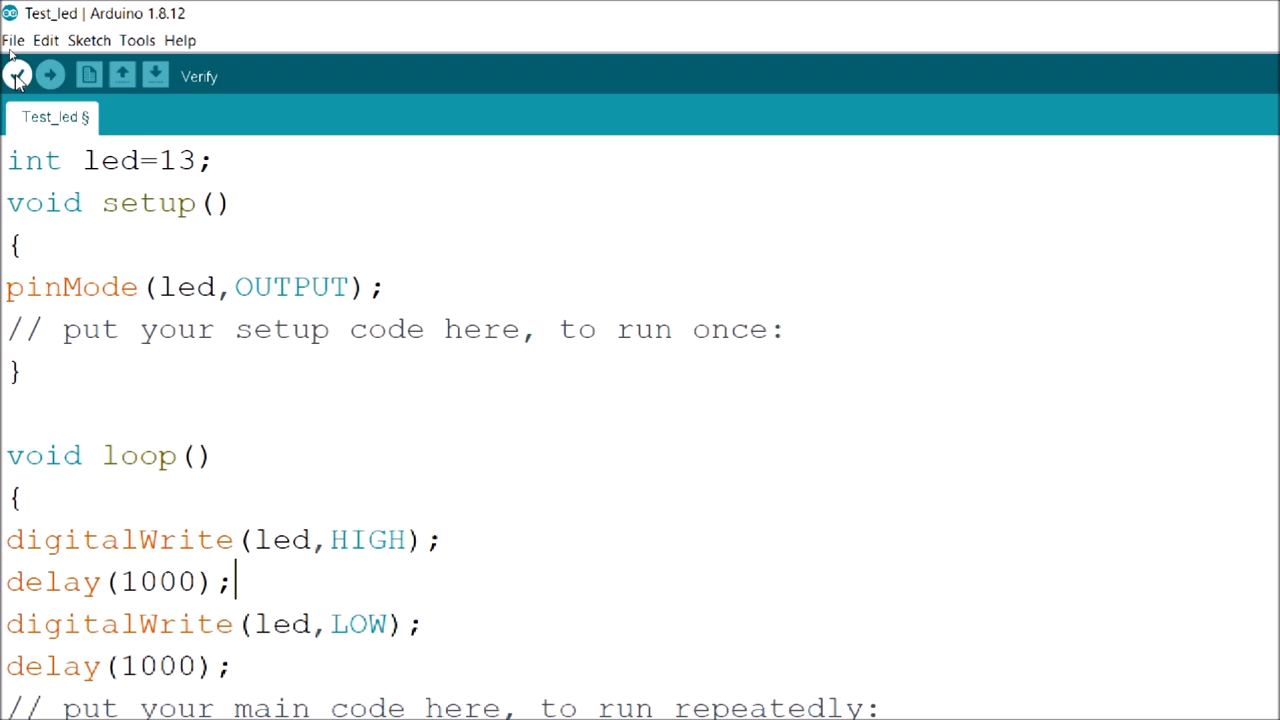 Test_led | Arduino 1.8.12
File Edit Sketch Tools Help
Verify
Test_led §
int led=13;
void setup()
{
pinMode(led,OUTPUT);
// put your setup code here, to run once:
}
void loop()
{
digitalWrite(led,HIGH);
delay(1000);
digitalWrite(led,LOW);
delay(1000);
// put your main code here, to run repeatedly: